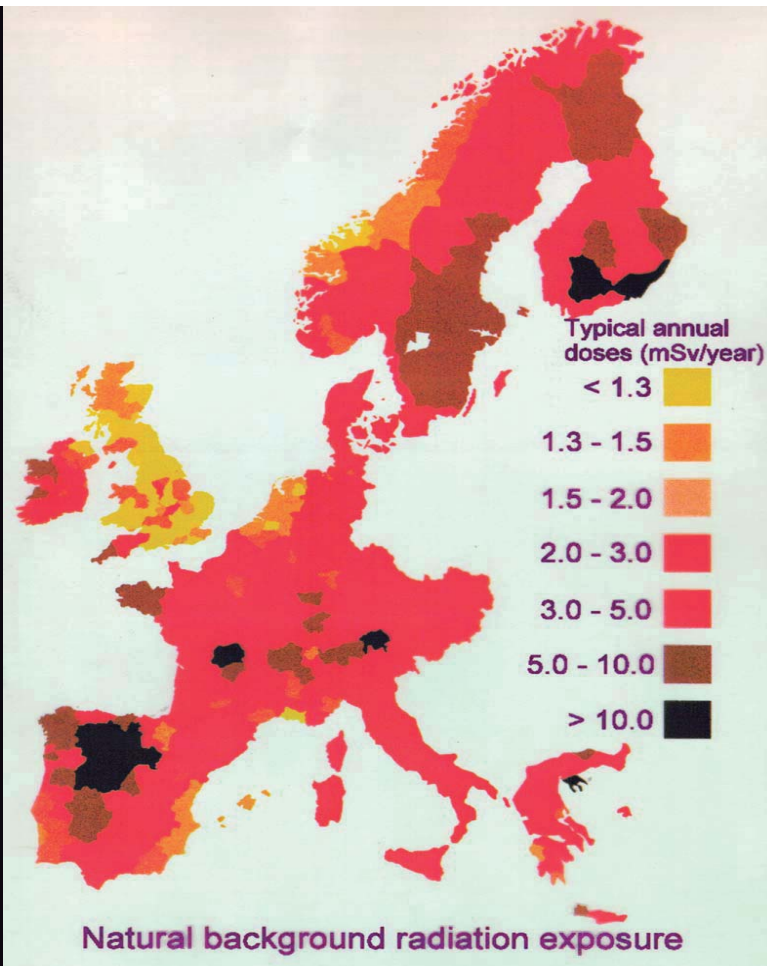 Typical annual
doses (mSv/year)
< 1.3
1.3 - 1.5
1.5 - 2.0
2.0 - 3.0
3.0 - 5.0
5.0 - 10.0
> 10.0
Natural background radiation exposure